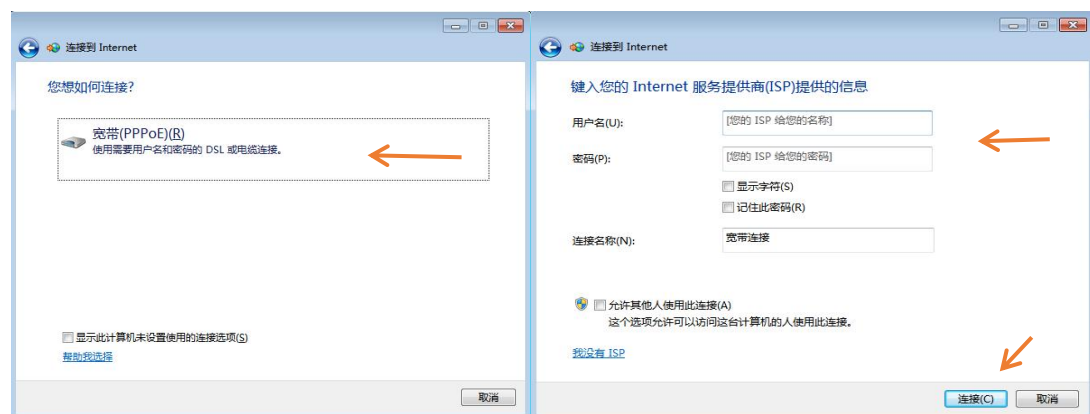 连接到 Internet
您想如何连接?
宽带(PPPoE)(R)
使用需要用户名和密码的 DSL 或电缆连接。
显示此计算机未设置使用的连接选项(S)
帮助我选择
取消
连接到 Internet
键入您的 Internet 服务提供商(ISP)提供的信息
用户名(U):
[您的 ISP 给您的名称]
密码(P):
[您的 ISP 给您的密码]
显示字符(S)
记住此密码(R)
连接名称(N):
宽带连接
允许其他人使用此连接(A)
这个选项允许可以访问这台计算机的人使用此连接。
我没有 ISP
连接(C)
取消